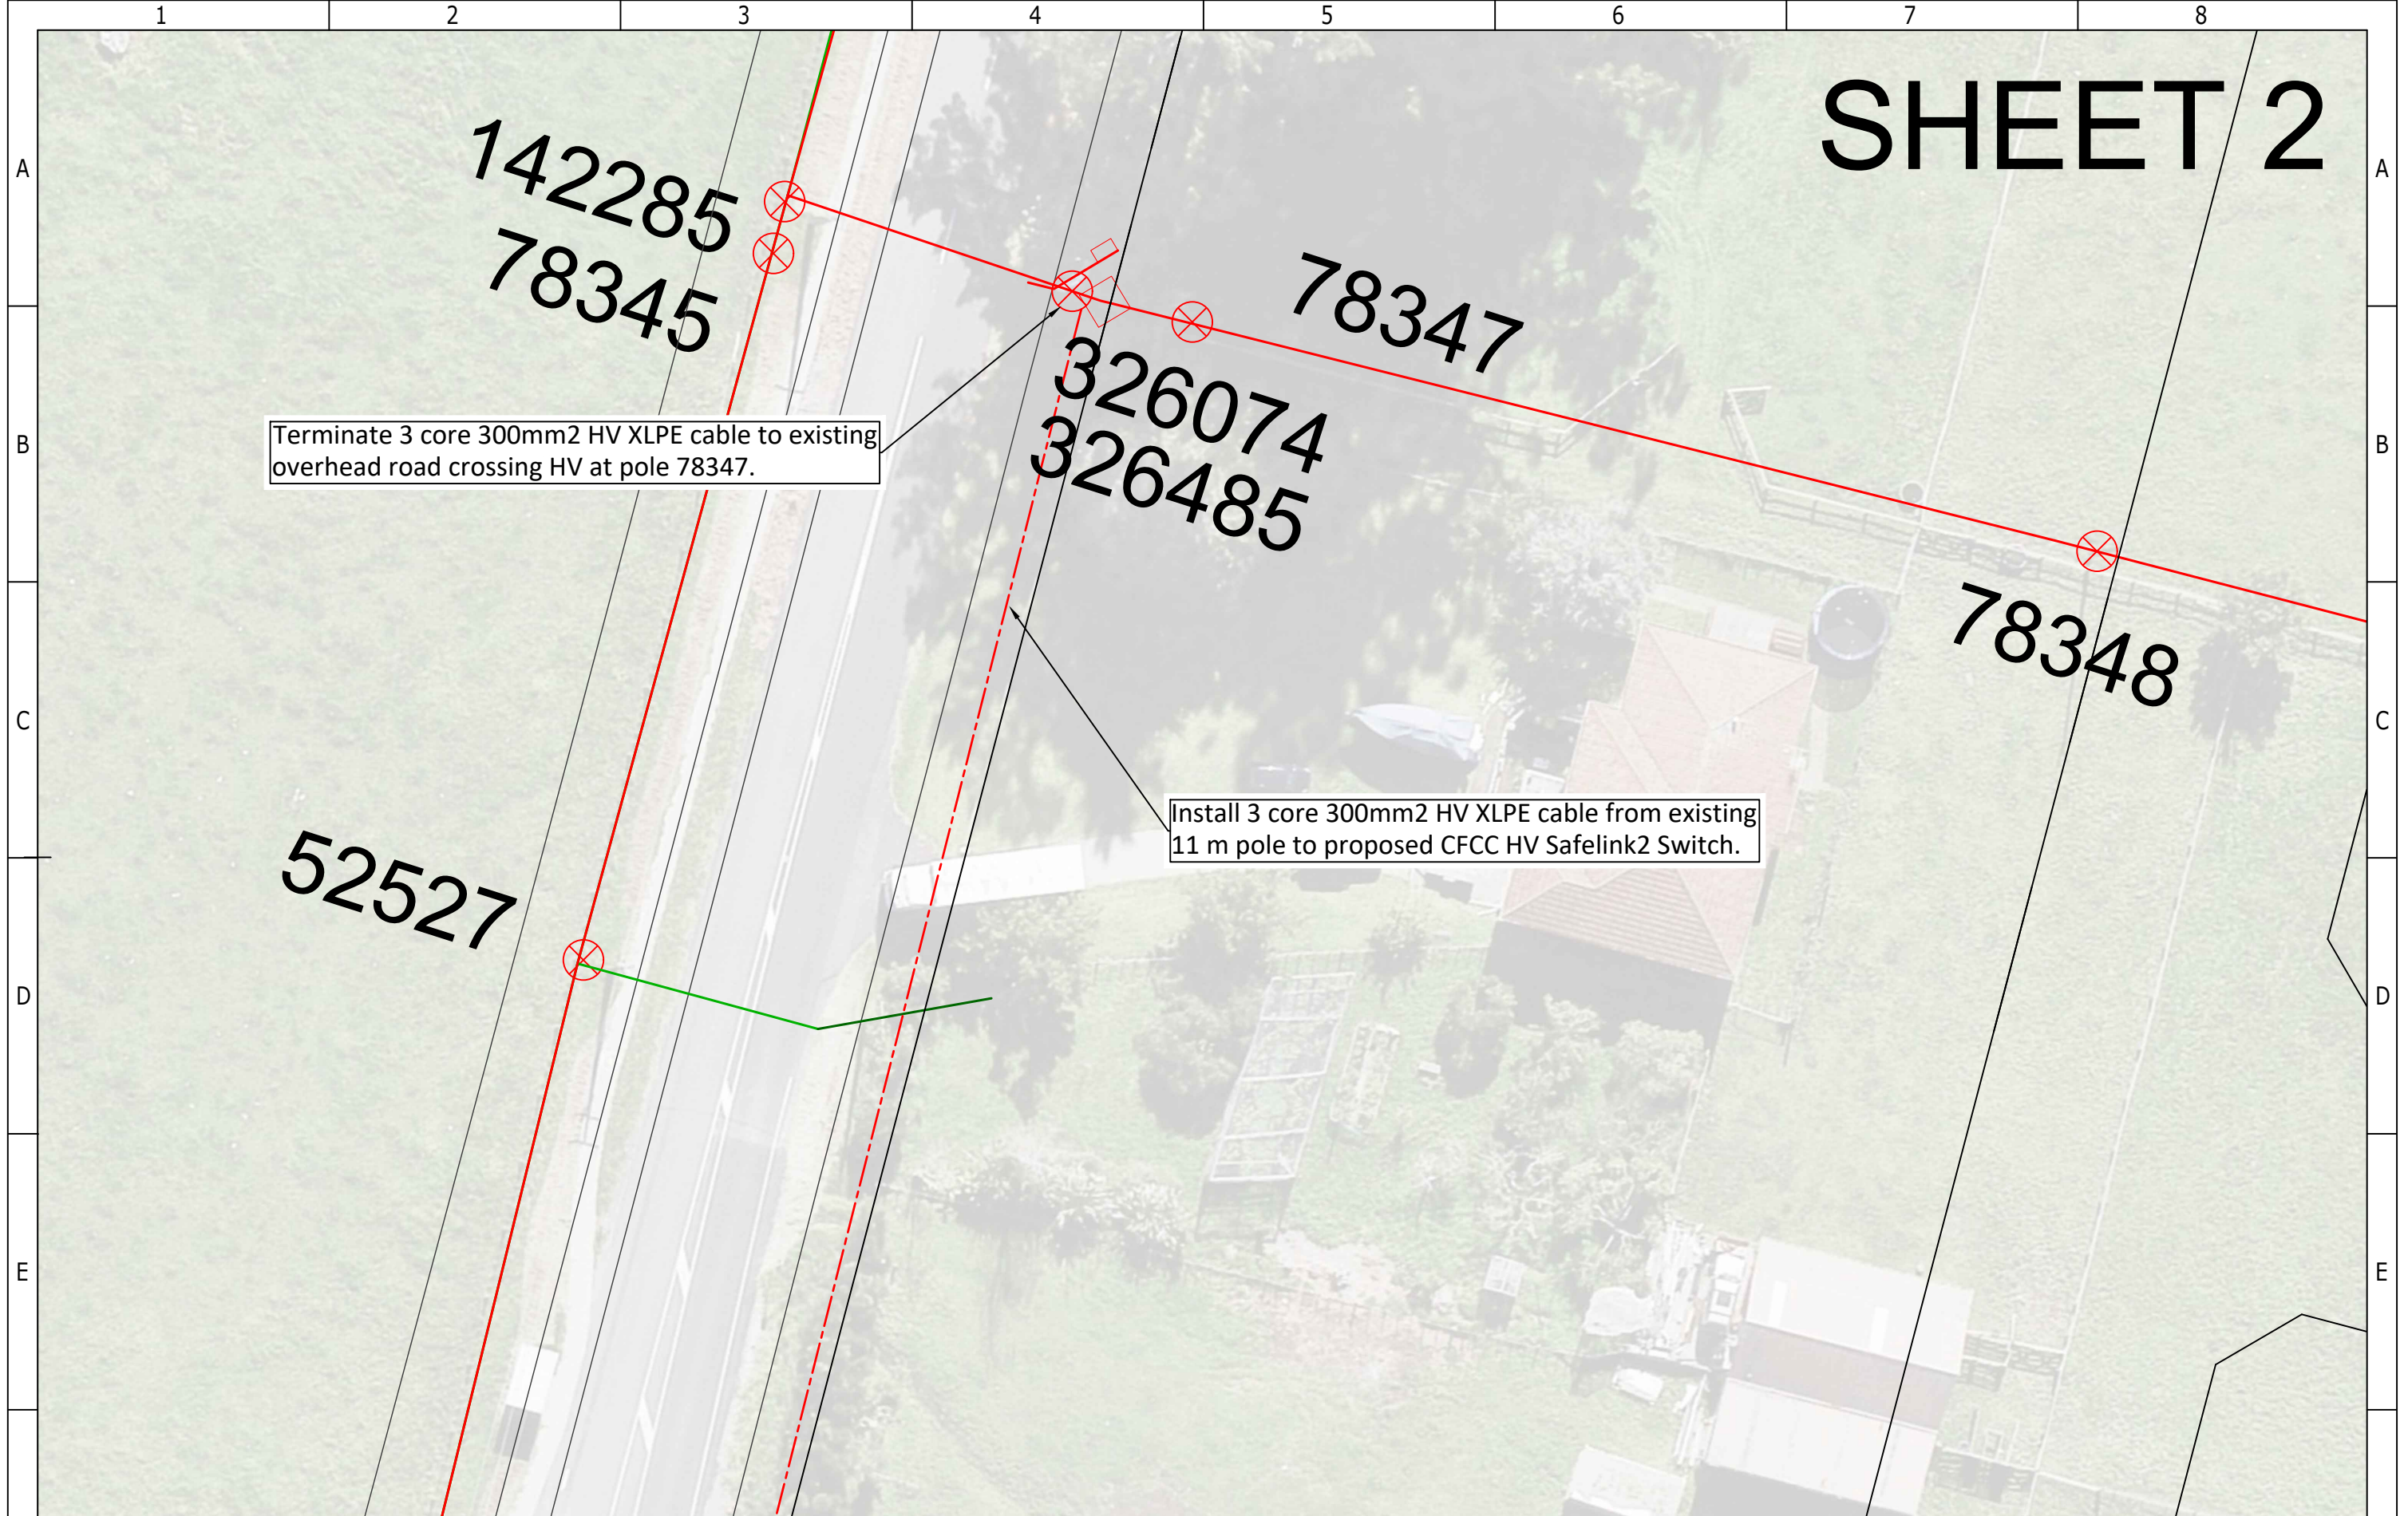 1 2 3 4 5 6 7 8
SHEET 2
A A
142285
78345
78347
326074
326485
B B
Terminate 3 core 300mm2 HV XLPE cable to existing
overhead road crossing HV at pole 78347.
78348
C C
Install 3 core 300mm2 HV XLPE cable from existing
11 m pole to proposed CFCC HV Safelink2 Switch.
52527
D D
E E